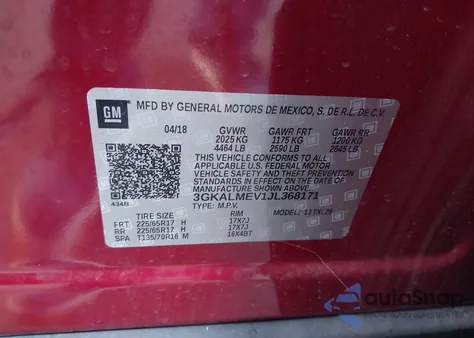 GM
MFD BY GENERAL MOTORS DE MEXICO, S. DE R.L. DE C.V.
04/18 GVWR GAWR FRT GAWR RR
2025 KG 1175 KG 1200 KG
4464 LB 2590 LB 2645 LB
THIS VEHICLE CONFORMS TO ALL
APPLICABLE U.S. FEDERAL MOTOR
VEHICLE SAFETY AND THEFT PREVENTION
STANDARDS IN EFFECT ON THE DATE OF
MANUFACTURE SHOWN ABOVE.
3GKALMEV1JL368171
434B TYPE: M.P.V. MODEL:
RIM
FRT 225/65R17 H 17X7J
RR 225/65R17 H 17X7J
SPA T135/70R16 M 16X4BT
autoSnap